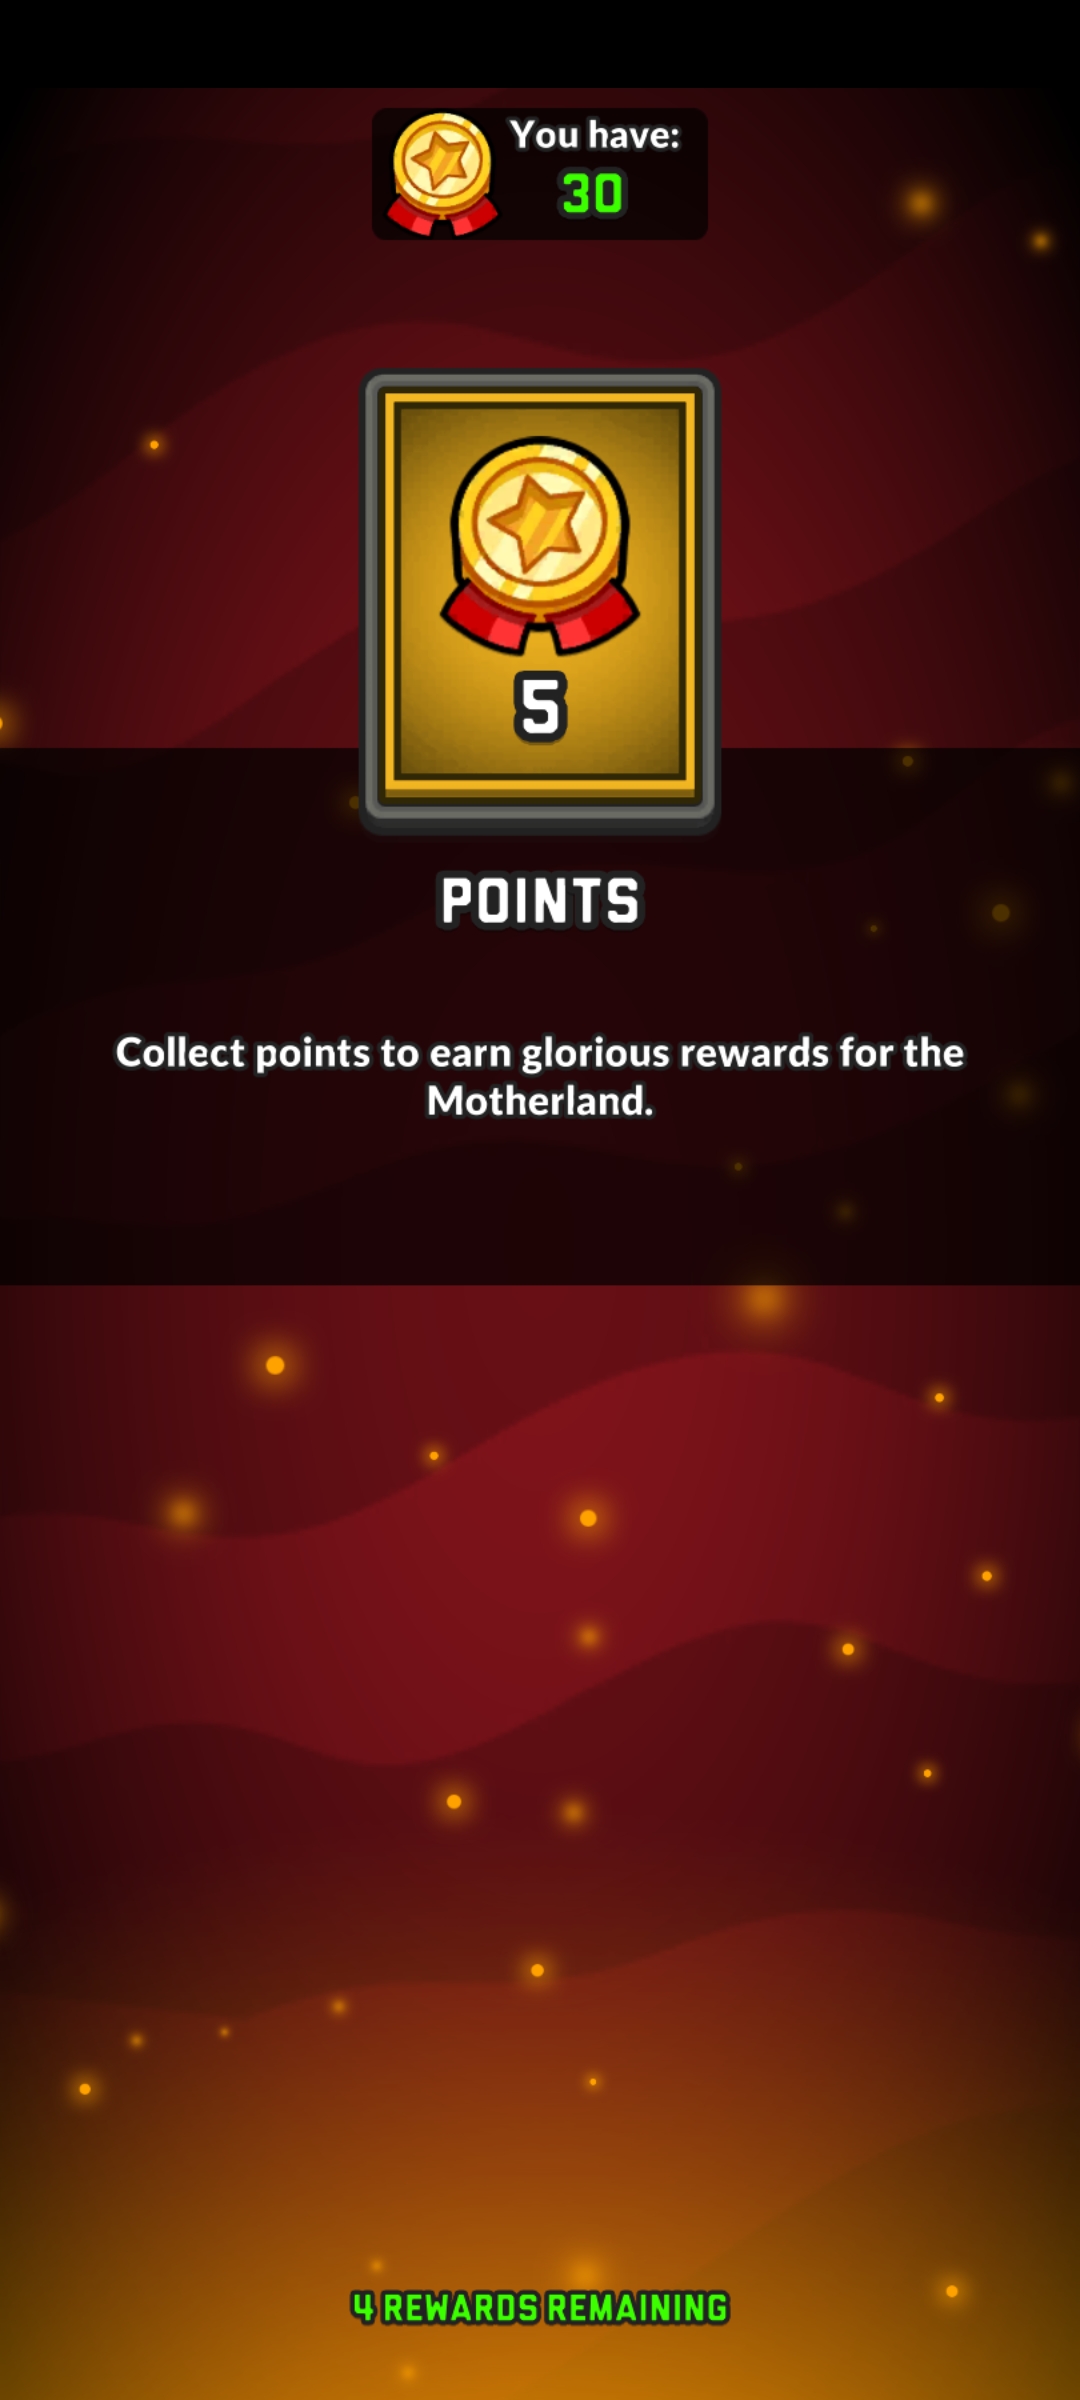 You have:
30
5
POINTS
Collect points to earn glorious rewards for the
Motherland.
4 REWARDS REMAINING